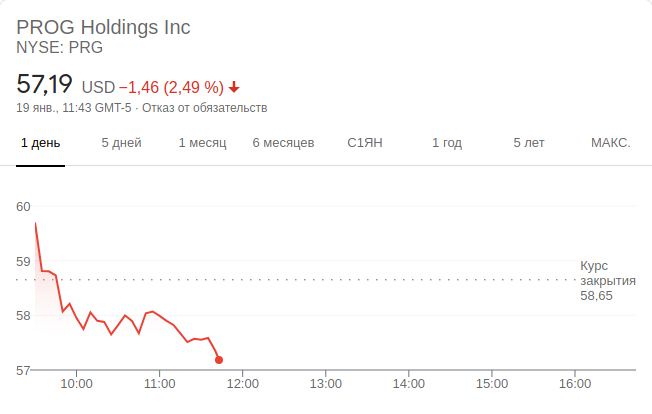 PROG Holdings Inc
NYSE: PRG
57,19 USD −1,46 (2,49 %)
19 янв., 11:43 GMT-5 · Отказ от обязательств
1 день 5 дней 1 месяц 6 месяцев С1ЯН 1 год 5 лет МАКС.
60
59
Курс
закрытия
58,65
58
57
10:00 11:00 12:00 13:00 14:00 15:00 16:00